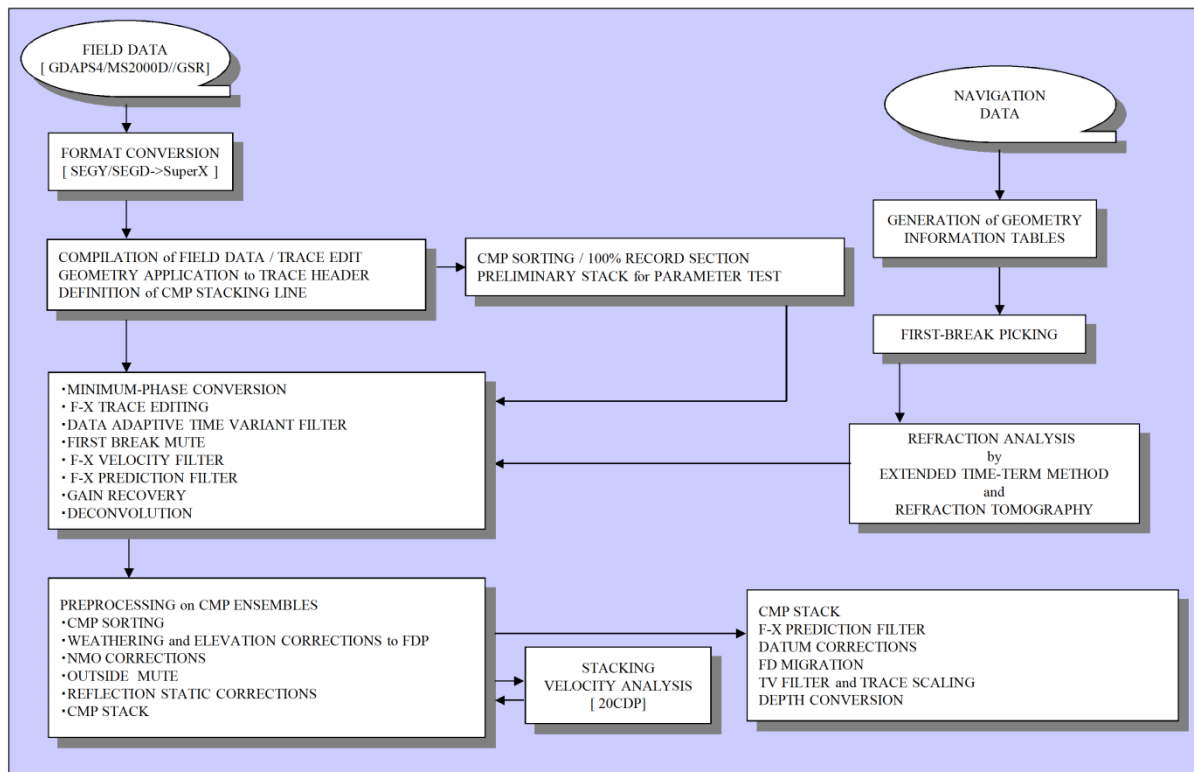 FIELD DATA
[ GDAPS4/MS2000D//GSR]
FORMAT CONVERSION
[ SEGY/SEGD->SuperX ]
COMPILATION of FIELD DATA / TRACE EDIT
GEOMETRY APPLICATION to TRACE HEADER
DEFINITION of CMP STACKING LINE
CMP SORTING / 100% RECORD SECTION
PRELIMINARY STACK for PARAMETER TEST
NAVIGATION
DATA
GENERATION of GEOMETRY
INFORMATION TABLES
FIRST-BREAK PICKING
REFRACTION ANALYSIS
by
EXTENDED TIME-TERM METHOD
and
REFRACTION TOMOGRAPHY
・MINIMUM-PHASE CONVERSION
・F-X TRACE EDITING
・DATA ADAPTIVE TIME VARIANT FILTER
・FIRST BREAK MUTE
・F-X VELOCITY FILTER
・F-X PREDICTION FILTER
・GAIN RECOVERY
・DECONVOLUTION
PREPROCESSING on CMP ENSEMBLES
・CMP SORTING
・WEATHERING and ELEVATION CORRECTIONS to FDP
・NMO CORRECTIONS
・OUTSIDE MUTE
・REFLECTION STATIC CORRECTIONS
・CMP STACK
STACKING
VELOCITY ANALYSIS
[ 20CDP]
CMP STACK
F-X PREDICTION FILTER
DATUM CORRECTIONS
FD MIGRATION
TV FILTER and TRACE SCALING
DEPTH CONVERSION